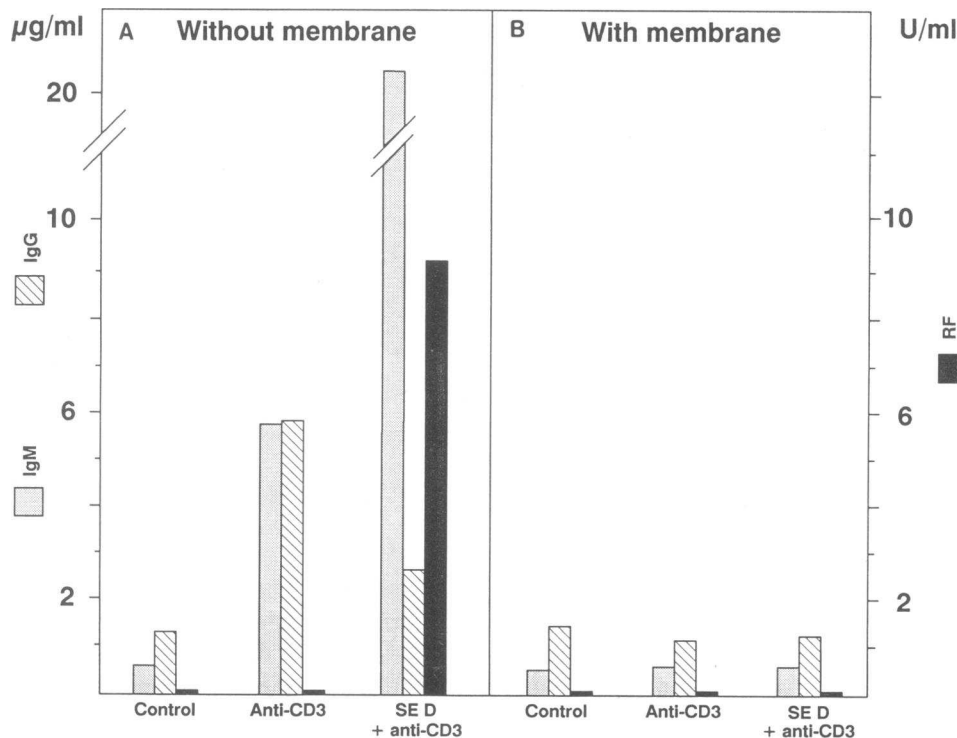 µg/ml
A
Without membrane
B
With membrane
U/ml
20
10
10
IgG
RF
6
6
IgM
2
2
Control
Anti-CD3
SE D
+ anti-CD3
Control
Anti-CD3
SE D
+ anti-CD3